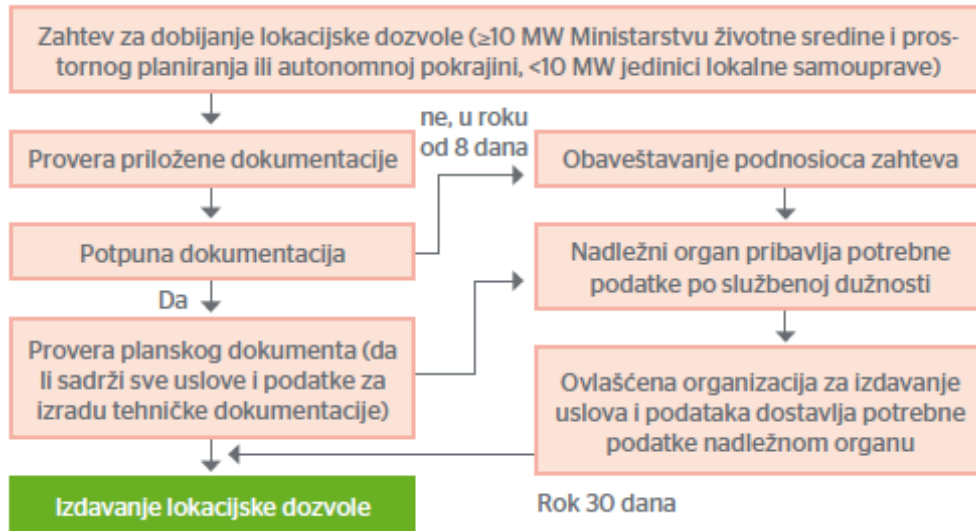 Zahtev za dobijanje lokacijske dozvole (≥10 MW Ministarstvu životne sredine i pros-
tornog planiranja ili autonomnoj pokrajini, <10 MW jedinici lokalne samouprave)
ne, u roku
od 8 dana
Provera priložene dokumentacije
Obaveštavanje podnosioca zahteva
Potpuna dokumentacija
Nadležni organ pribavlja potrebne
podatke po službenoj dužnosti
Da
Provera planskog dokumenta (da
li sadrži sve uslove i podatke za
izradu tehničke dokumentacije)
Ovlašćena organizacija za izdavanje
uslova i podataka dostavlja potrebne
podatke nadležnom organu
Izdavanje lokacijske dozvole
Rok 30 dana